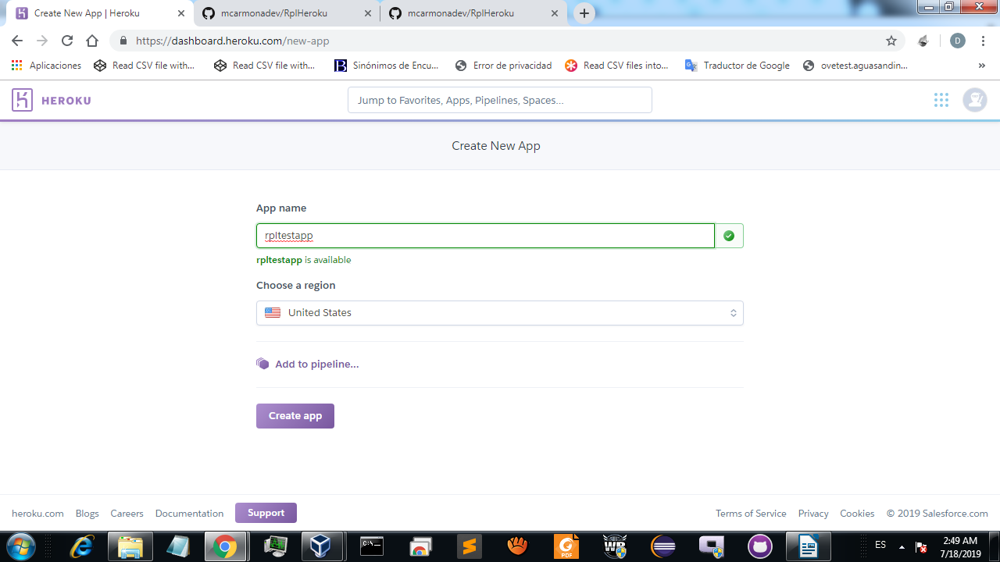 Create New App | Heroku
mcarmonadev/RplHeroku
mcarmonadev/RplHeroku
https://dashboard.heroku.com/new-app
D
Aplicaciones
Read CSV file with...
Read CSV file with...
B
Sinónimos de Encu...
Error de privacidad
Read CSV files into...
Traductor de Google
ovetest.aguasandin...
»
HEROKU
Jump to Favorites, Apps, Pipelines, Spaces...
Create New App
App name
rpltestapp
rpltestapp is available
Choose a region
United States
Add to pipeline...
Create app
heroku.com
Blogs
Careers
Documentation
Support
Terms of Service
Privacy
Cookies
© 2019 Salesforce.com
C:\_
PDF
WR
ES
2:49 AM
7/18/2019